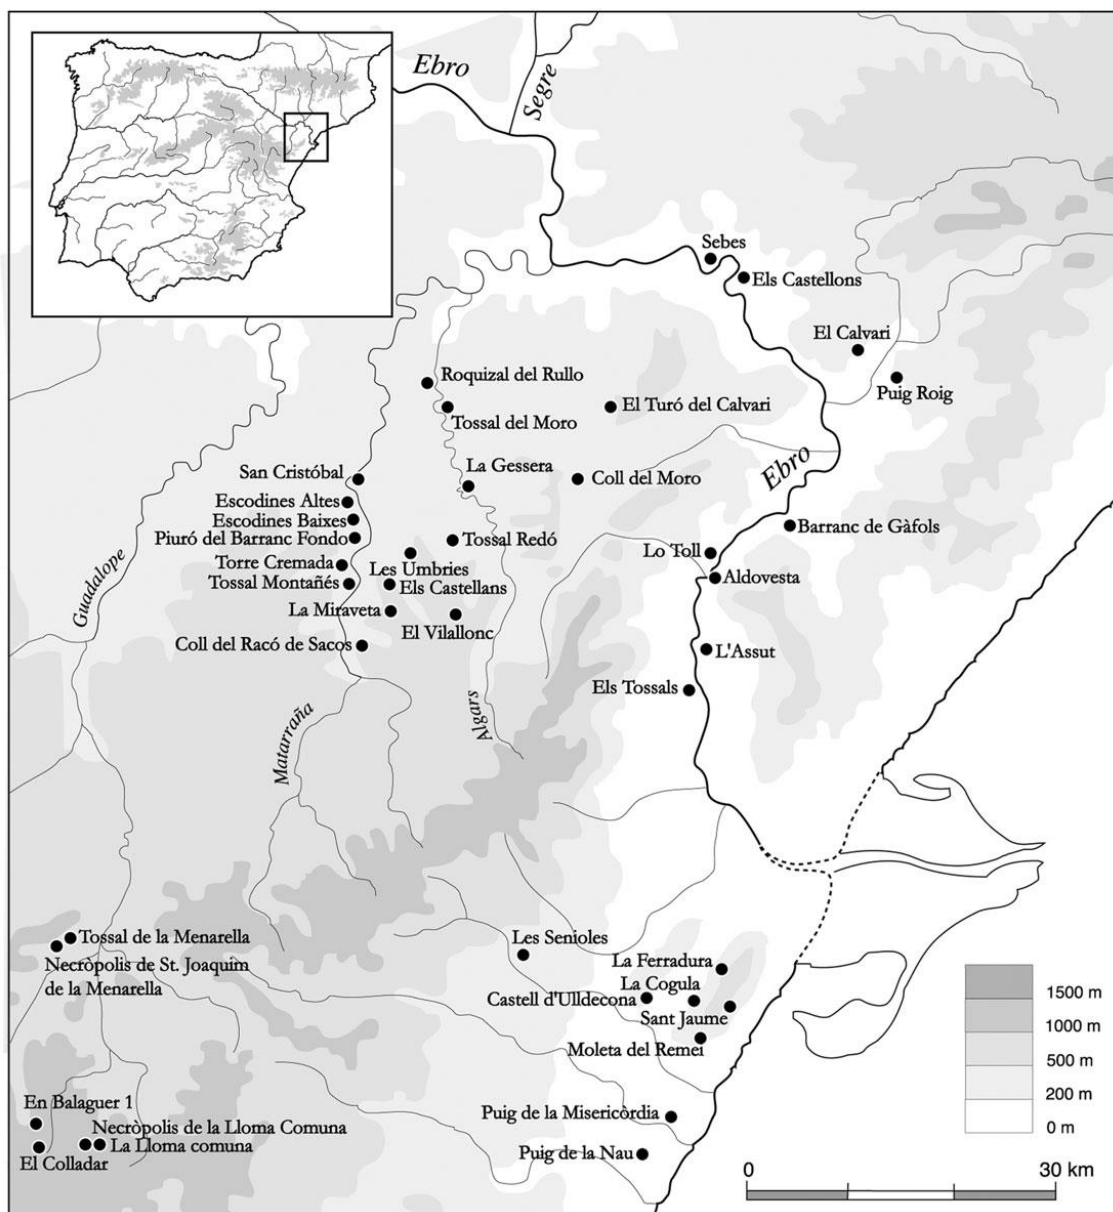 Ebro
Segre
Sebes
Els Castellons
El Calvari
Puig Roig
Roquizal del Rullo
Tossal del Moro
El Turó del Calvari
Ebro
La Gessera
Coll del Moro
San Cristóbal
Escodines Altes
Escodines Baixes
Piuró del Barranc Fondo
Torre Cremada
Tossal Montañés
La Miraveta
Coll del Racó de Sacos
Tossal Redó
Les Umbries
Els Castellans
El Vilallonc
Barranc de Gàfols
Lo Toll
Aldovesta
L'Assut
Els Tossals
Guadalope
Matarraña
Algars
Tossal de la Menarella
Necròpolis de St. Joaquim
de la Menarella
Les Senioles
La Ferradura
La Cogula
Castell d'Ulldecona
Sant Jaume
Moleta del Remei
Puig de la Misericòrdia
Puig de la Nau
En Balaguer 1
Necròpolis de la Lloma Comuna
La Lloma comuna
El Colladar
1500 m
1000 m
500 m
200 m
0 m
0 30 km